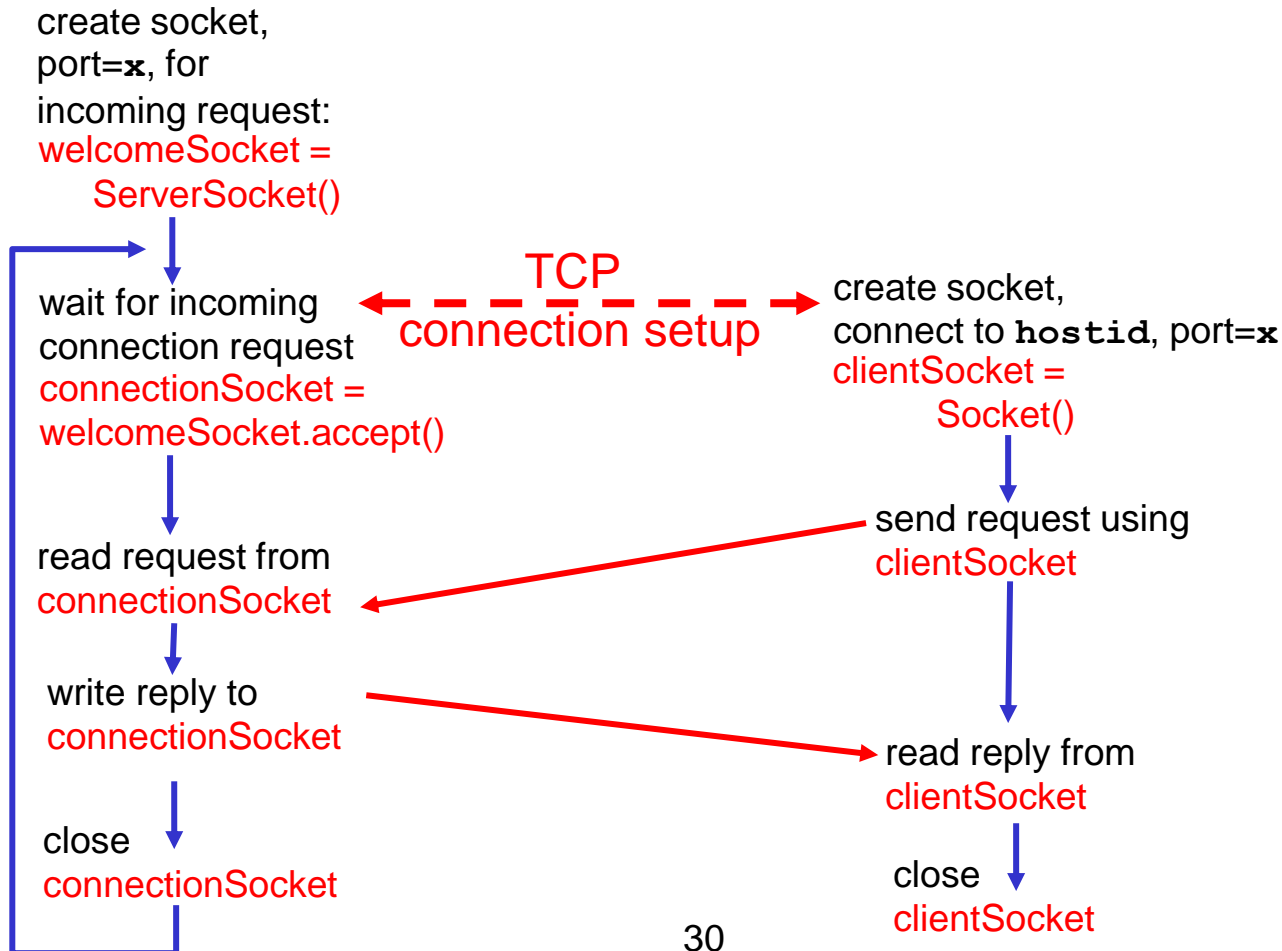 create socket,
port=x, for
incoming request:
welcomeSocket =
ServerSocket()
wait for incoming
connection request
connectionSocket =
welcomeSocket.accept()
read request from
connectionSocket
write reply to
connectionSocket
close
connectionSocket
TCP
connection setup
create socket,
connect to hostid, port=x
clientSocket =
Socket()
send request using
clientSocket
read reply from
clientSocket
close
clientSocket
30